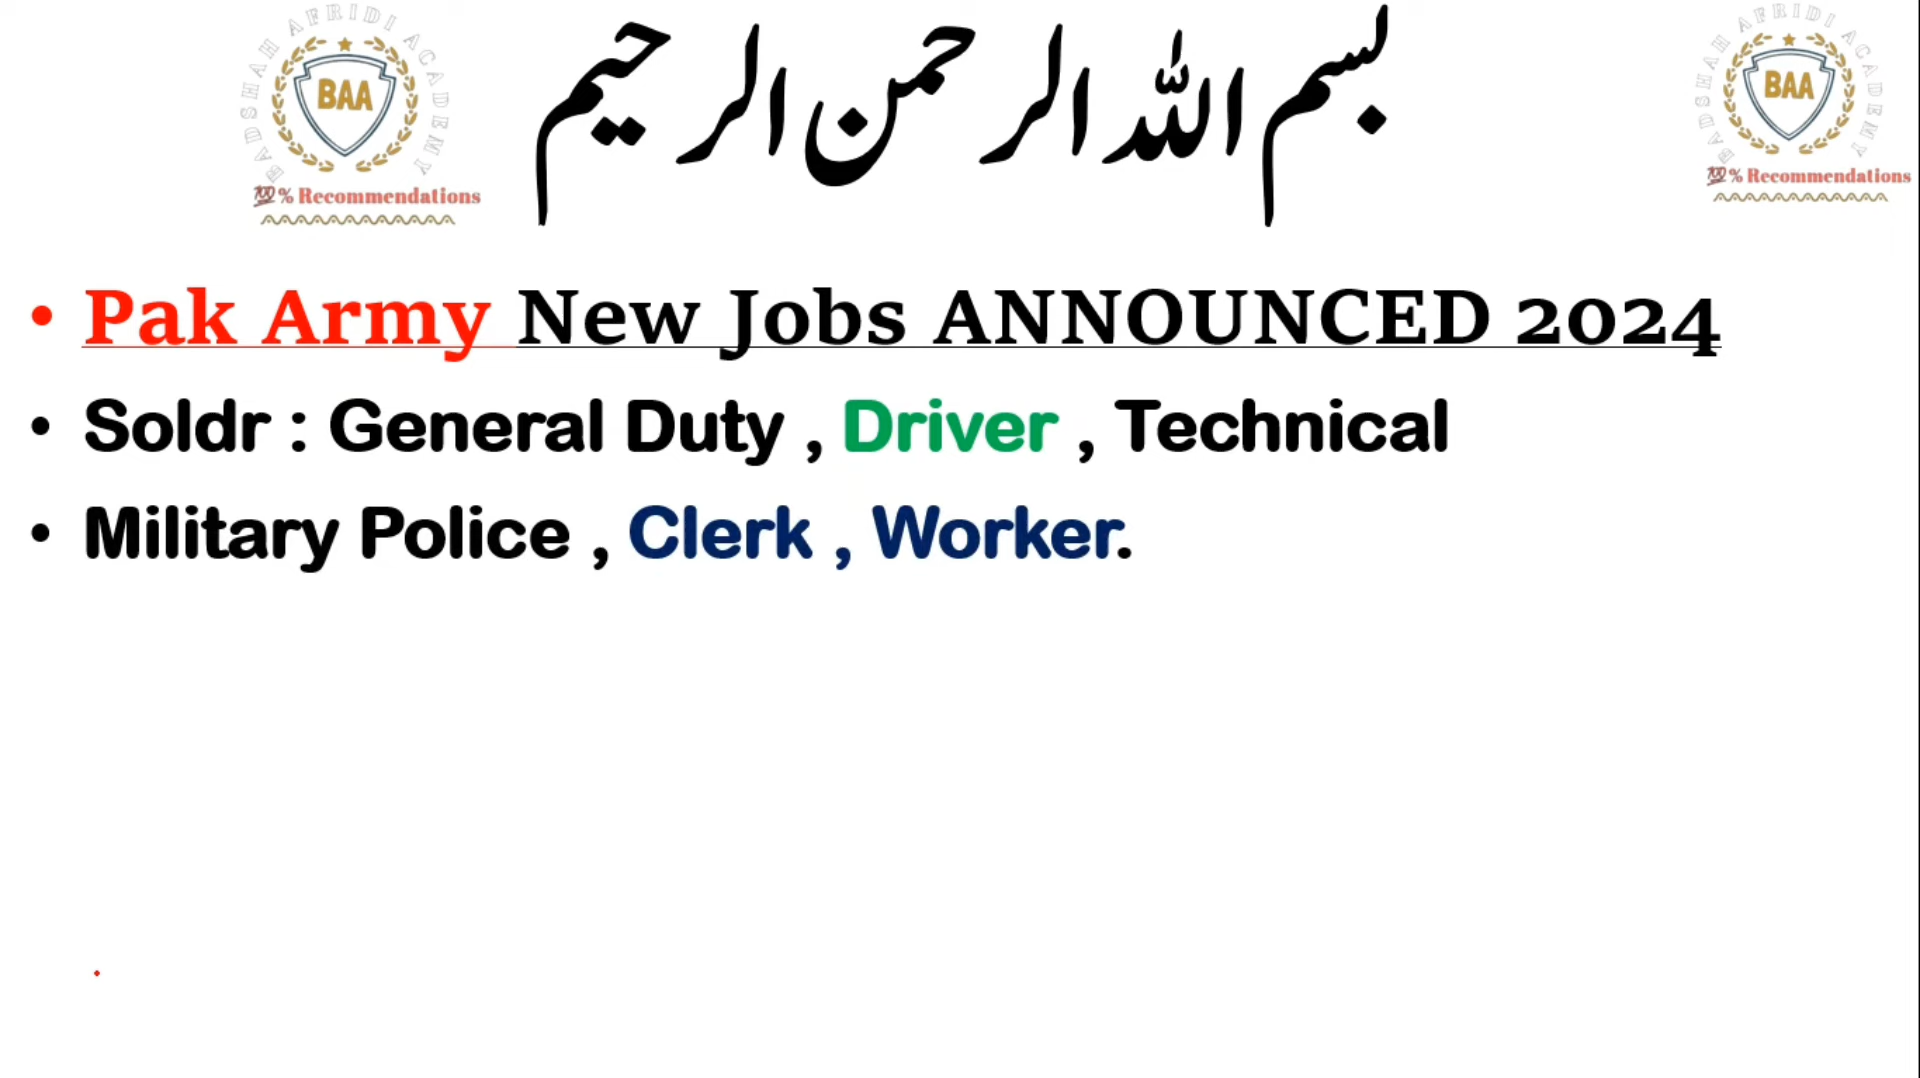 بسم اللہ الرحمن الرحیم
BADSHAH AFRIDI ACADEMY
BAA
💯% Recommendations
BADSHAH AFRIDI ACADEMY
BAA
💯% Recommendations
• Pak Army New Jobs ANNOUNCED 2024
• Soldr : General Duty , Driver , Technical
• Military Police , Clerk , Worker.